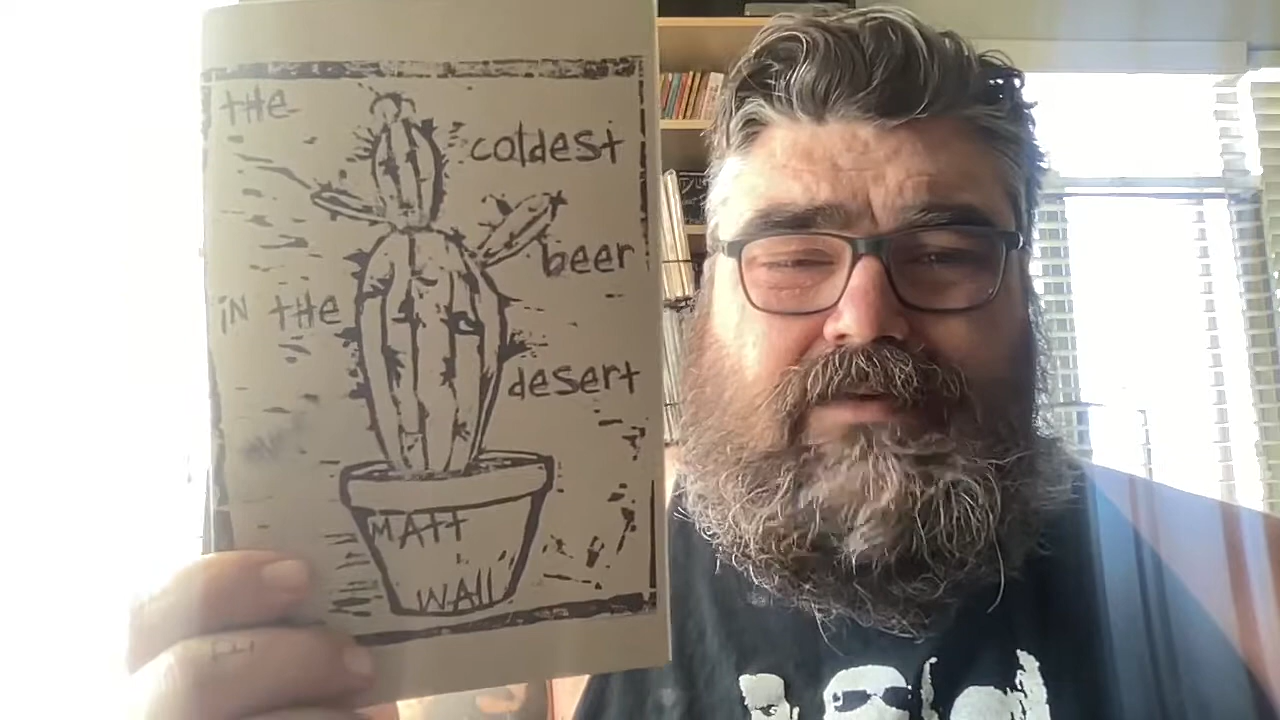 THE
coldest
beer
IN THE
desert
MATT
WAll